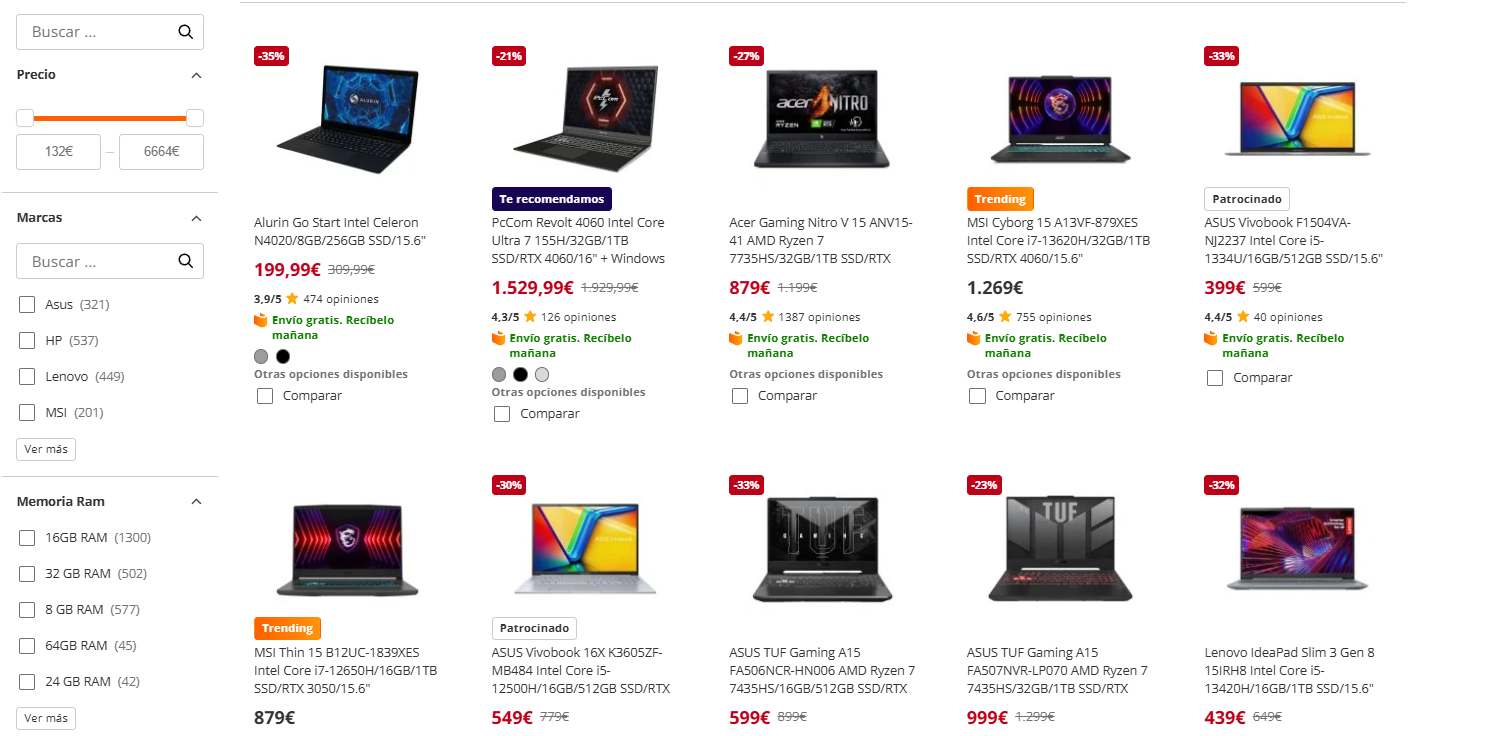 Buscar ...
Precio
132€ – 6664€
Marcas
Buscar ...
Asus (321)
HP (537)
Lenovo (449)
MSI (201)
Ver más
Memoria Ram
16GB RAM (1300)
32 GB RAM (502)
8 GB RAM (577)
64GB RAM (45)
24 GB RAM (42)
Ver más
-35%
ALURIN
Alurin Go Start Intel Celeron
N4020/8GB/256GB SSD/15.6"
199,99€ 309,99€
3,9/5 474 opiniones
Envío gratis. Recíbelo
mañana
Otras opciones disponibles
Comparar
-21%
PcCom
Te recomendamos
PcCom Revolt 4060 Intel Core
Ultra 7 155H/32GB/1TB
SSD/RTX 4060/16" + Windows
1.529,99€ 1.929,99€
4,3/5 126 opiniones
Envío gratis. Recíbelo
mañana
Otras opciones disponibles
Comparar
-27%
acer NITRO
RYZEN
Acer Gaming Nitro V 15 ANV15-
41 AMD Ryzen 7
7735HS/32GB/1TB SSD/RTX
879€ 1.199€
4,4/5 1387 opiniones
Envío gratis. Recíbelo
mañana
Otras opciones disponibles
Comparar
Trending
MSI Cyborg 15 A13VF-879XES
Intel Core i7-13620H/32GB/1TB
SSD/RTX 4060/15.6"
1.269€
4,6/5 755 opiniones
Envío gratis. Recíbelo
mañana
Otras opciones disponibles
Comparar
-33%
Patrocinado
ASUS Vivobook F1504VA-
NJ2237 Intel Core i5-
1334U/16GB/512GB SSD/15.6"
399€ 599€
4,4/5 40 opiniones
Envío gratis. Recíbelo
mañana
Comparar
Trending
MSI Thin 15 B12UC-1839XES
Intel Core i7-12650H/16GB/1TB
SSD/RTX 3050/15.6"
879€
-30%
Patrocinado
ASUS Vivobook 16X K3605ZF-
MB484 Intel Core i5-
12500H/16GB/512GB SSD/RTX
549€ 779€
-33%
TUF
GAMING
ASUS TUF Gaming A15
FA506NCR-HN006 AMD Ryzen 7
7435HS/16GB/512GB SSD/RTX
599€ 899€
-23%
TUF
ASUS TUF Gaming A15
FA507NVR-LP070 AMD Ryzen 7
7435HS/32GB/1TB SSD/RTX
999€ 1.299€
-32%
Lenovo IdeaPad Slim 3 Gen 8
15IRH8 Intel Core i5-
13420H/16GB/1TB SSD/15.6"
439€ 649€